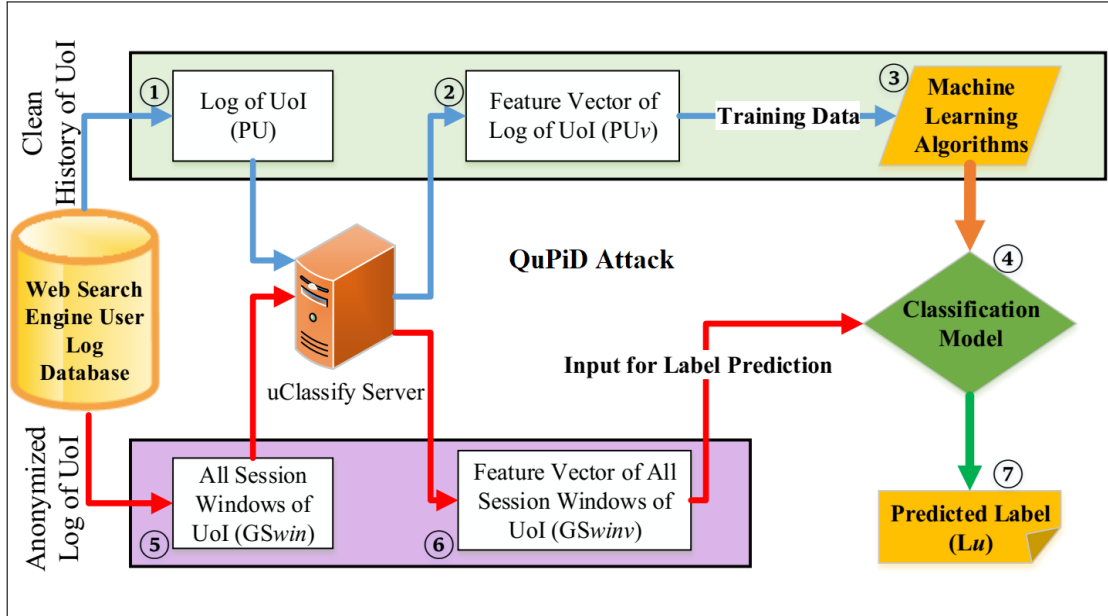 Clean
History of UoI
①
Log of UoI
(PU)
②
Feature Vector of
Log of UoI (PUv)
Training Data
③
Machine
Learning
Algorithms
Web Search
Engine User
Log
Database
uClassify Server
QuPiD Attack
④
Classification
Model
Input for Label Prediction
Anonymized
Log of UoI
⑤
All Session
Windows of
UoI (GSwin)
⑥
Feature Vector of All
Session Windows of
UoI (GSwinv)
⑦
Predicted Label
(Lu)